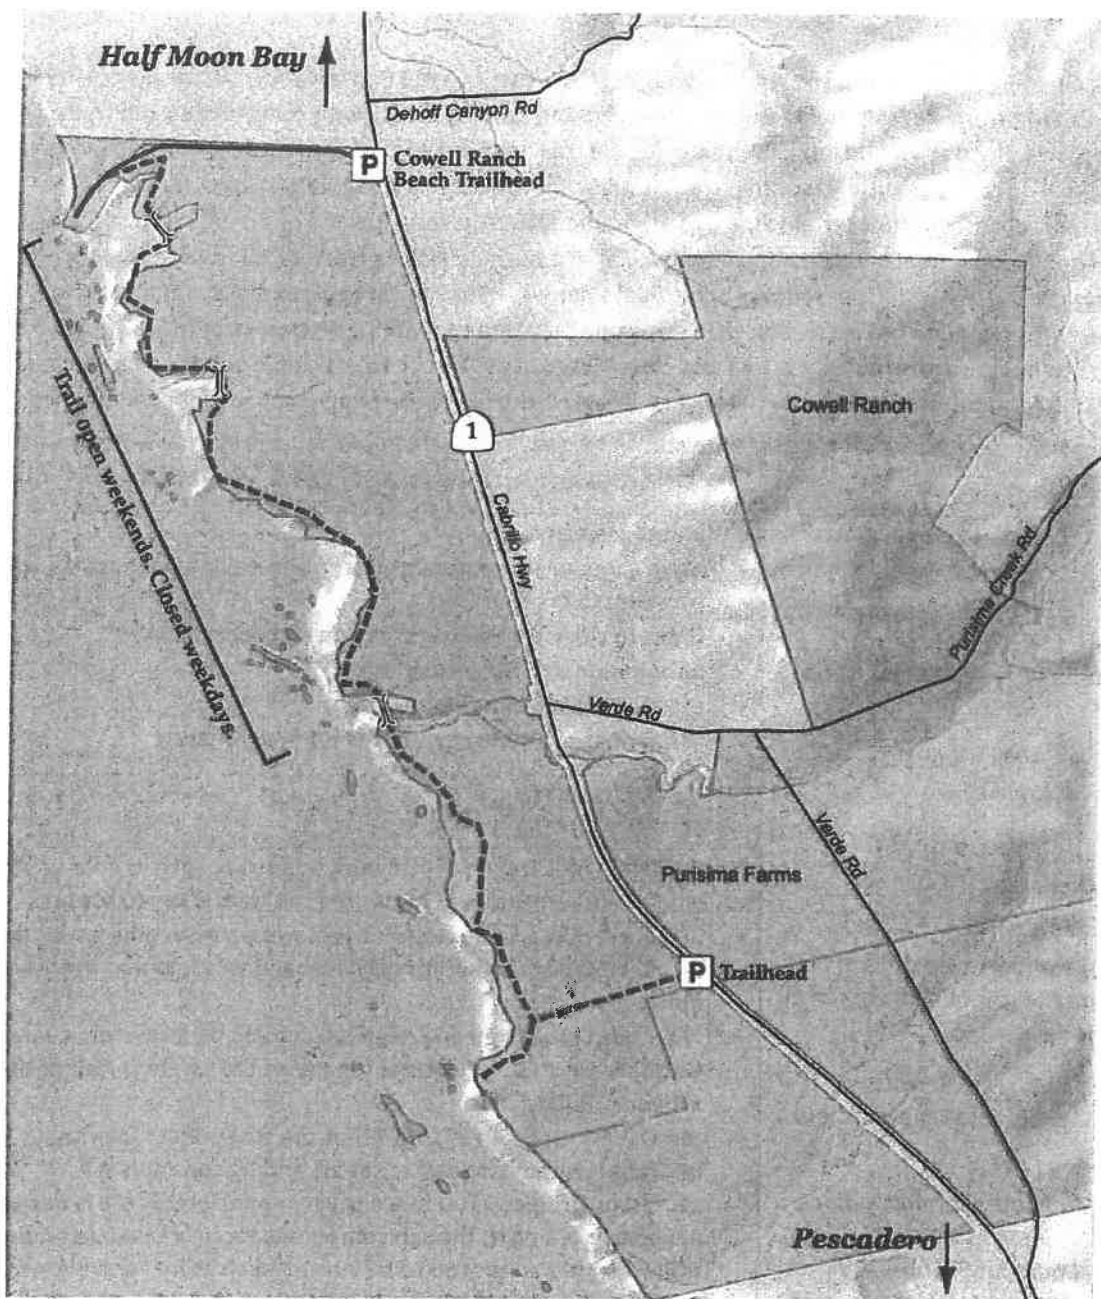 Half Moon Bay
Dehoff Canyon Rd
P
Cowell Ranch
Beach Trailhead
Cowell Ranch
1
Trail open weekends. Closed weekdays.
Cabrillo Hwy
Purisima Creek Rd
Verde Rd
Verde Rd
Purisima Farms
P
Trailhead
Pescadero